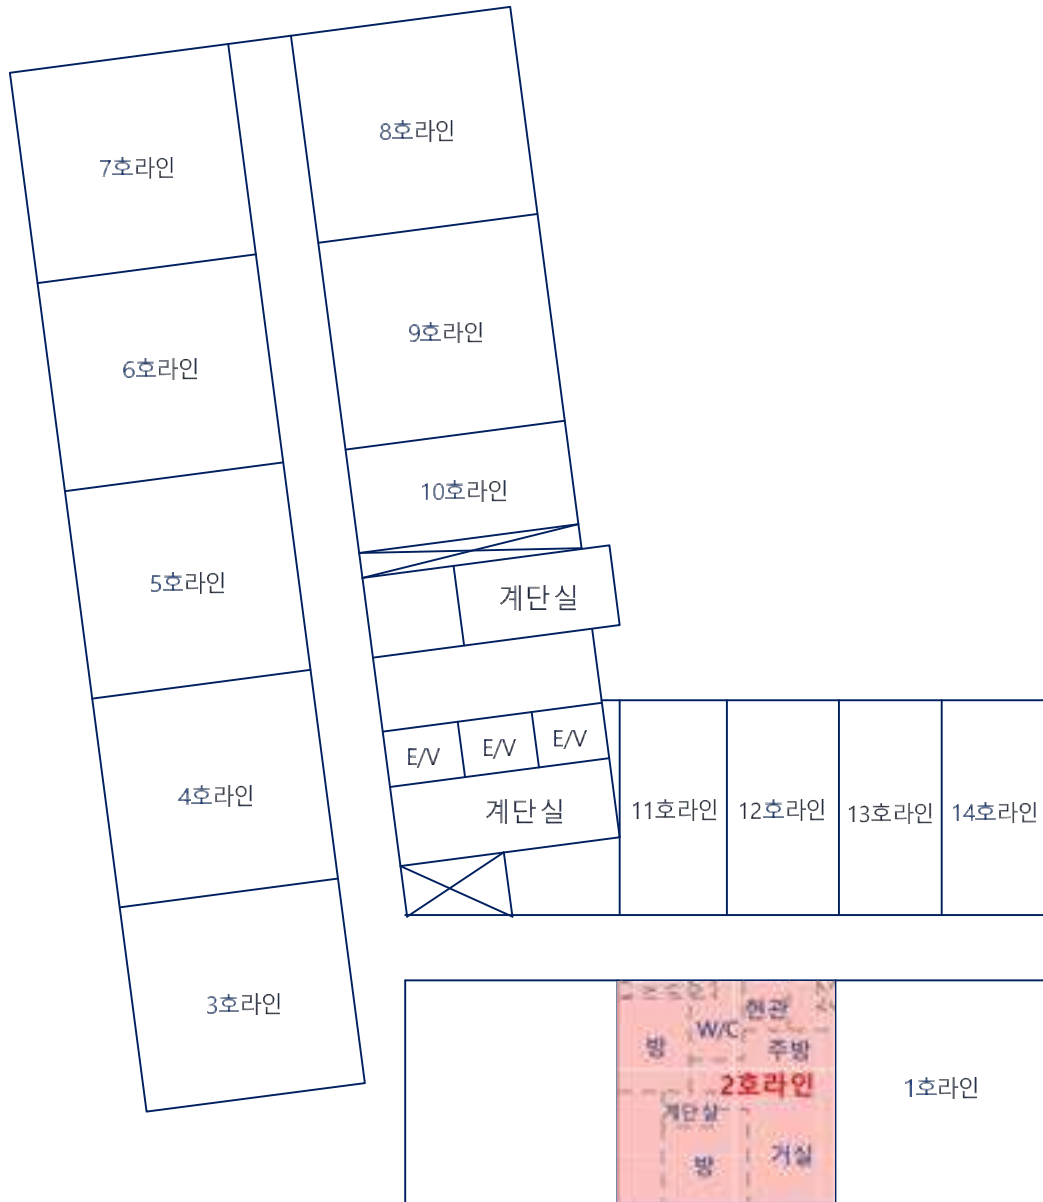 8호라인
7호라인
9호라인
6호라인
10호라인
5호라인
계단실
E/V
E/V
E/V
4호라인
계단실
11호라인
12호라인
13호라인
14호라인
3호라인
현관
W/C
방
주방
2호라인
1호라인
계단실
방
거실